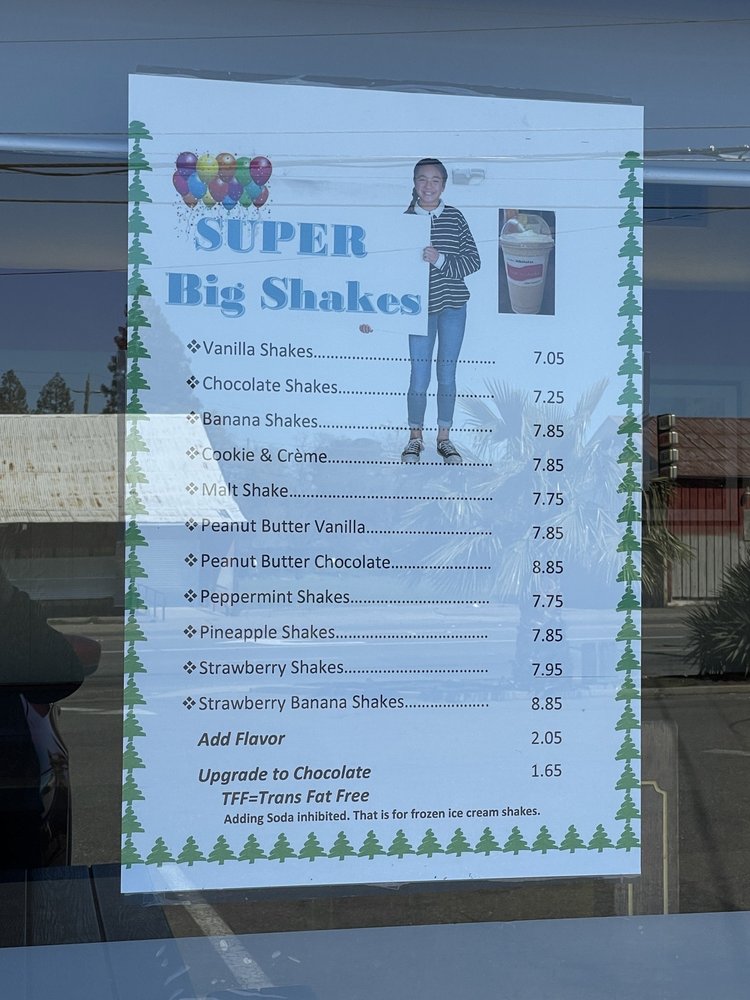 SUPER
Big Shakes
❖Vanilla Shakes.......................................... 7.05
❖Chocolate Shakes.................................... 7.25
❖Banana Shakes........................................ 7.85
❖Cookie & Crème...................................... 7.85
❖Malt Shake............................................... 7.75
❖Peanut Butter Vanilla............................. 7.85
❖Peanut Butter Chocolate....................... 8.85
❖Peppermint Shakes................................ 7.75
❖Pineapple Shakes................................... 7.85
❖Strawberry Shakes................................. 7.95
❖Strawberry Banana Shakes................... 8.85
Add Flavor 2.05
Upgrade to Chocolate 1.65
TFF=Trans Fat Free
Adding Soda inhibited. That is for frozen ice cream shakes.